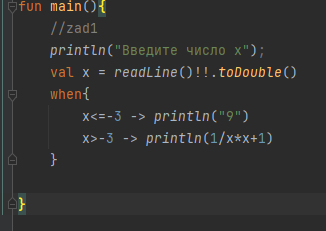 fun main(){
//zad1
println("Введите число x");
val x = readLine()!!.toDouble()
when{
x<=-3 -> println("9")
x>-3 -> println(1/x*x+1)
}
}